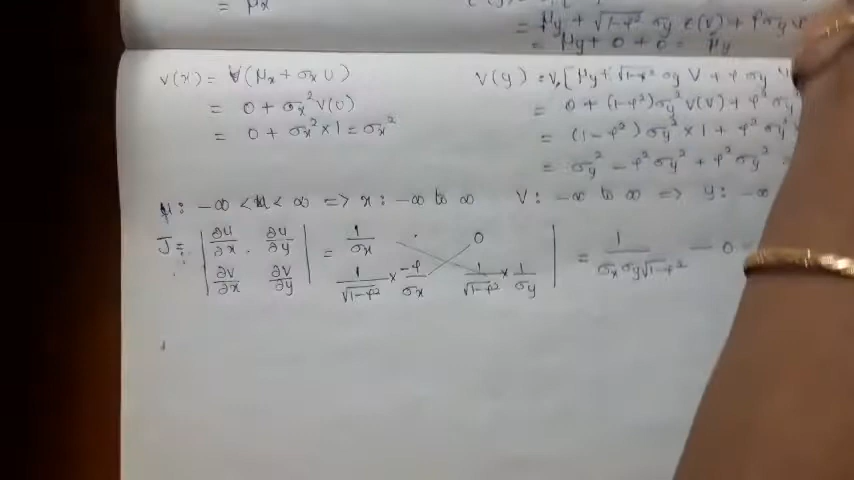 = μx
= μy + √1-ρ² σy E(V) + ρσy
= μy + 0 + 0 = μy
V(x) = V(μx + σx U)
= 0 + σx² V(U)
= 0 + σx² × 1 = σx²
V(y) = V[μy + √1-ρ² σy V + ρ σy
= 0 + (1-ρ²) σy² V(V) + ρ² σy²
= (1-ρ²) σy² × 1 + ρ² σy²
= σy² - ρ² σy² + ρ² σy²
u: -∞ < u < ∞ => x: -∞ to ∞ V: -∞ to ∞ => y: -∞
J = | ∂u/∂x ∂u/∂y | = 1/σx 0 | = 1/σxσy√1-ρ² - 0
| ∂v/∂x ∂v/∂y | 1/√1-ρ² × -ρ/σx 1/√1-ρ² × 1/σy |